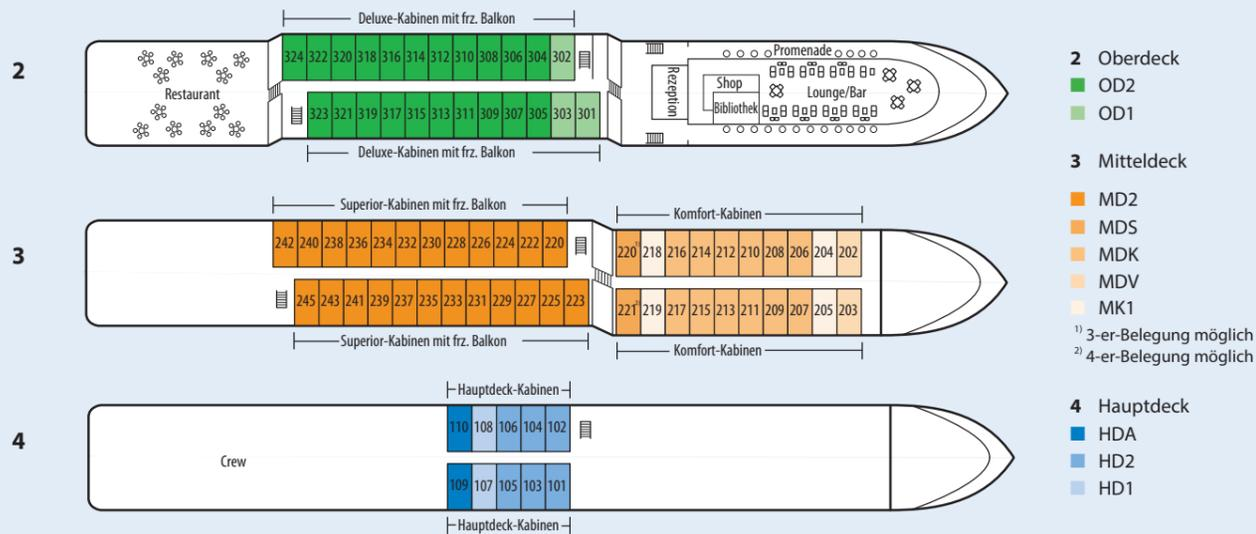 2
Deluxe-Kabinen mit frz. Balkon
324 322 320 318 316 314 312 310 308 306 304 302
Restaurant
323 321 319 317 315 313 311 309 307 305 303 301
Deluxe-Kabinen mit frz. Balkon
Rezeption
Promenade
Shop
Bibliothek
Lounge/Bar
3
Superior-Kabinen mit frz. Balkon
242 240 238 236 234 232 230 228 226 224 222 220
245 243 241 239 237 235 233 231 229 227 225 223
Superior-Kabinen mit frz. Balkon
Komfort-Kabinen
220 1) 218 216 214 212 210 208 206 204 202
221 2) 219 217 215 213 211 209 207 205 203
Komfort-Kabinen
4
Crew
Hauptdeck-Kabinen
110 108 106 104 102
109 107 105 103 101
Hauptdeck-Kabinen
2 Oberdeck
OD2
OD1
3 Mitteldeck
MD2
MDS
MDK
MDV
MK1
1) 3-er-Belegung möglich
2) 4-er-Belegung möglich
4 Hauptdeck
HDA
HD2
HD1